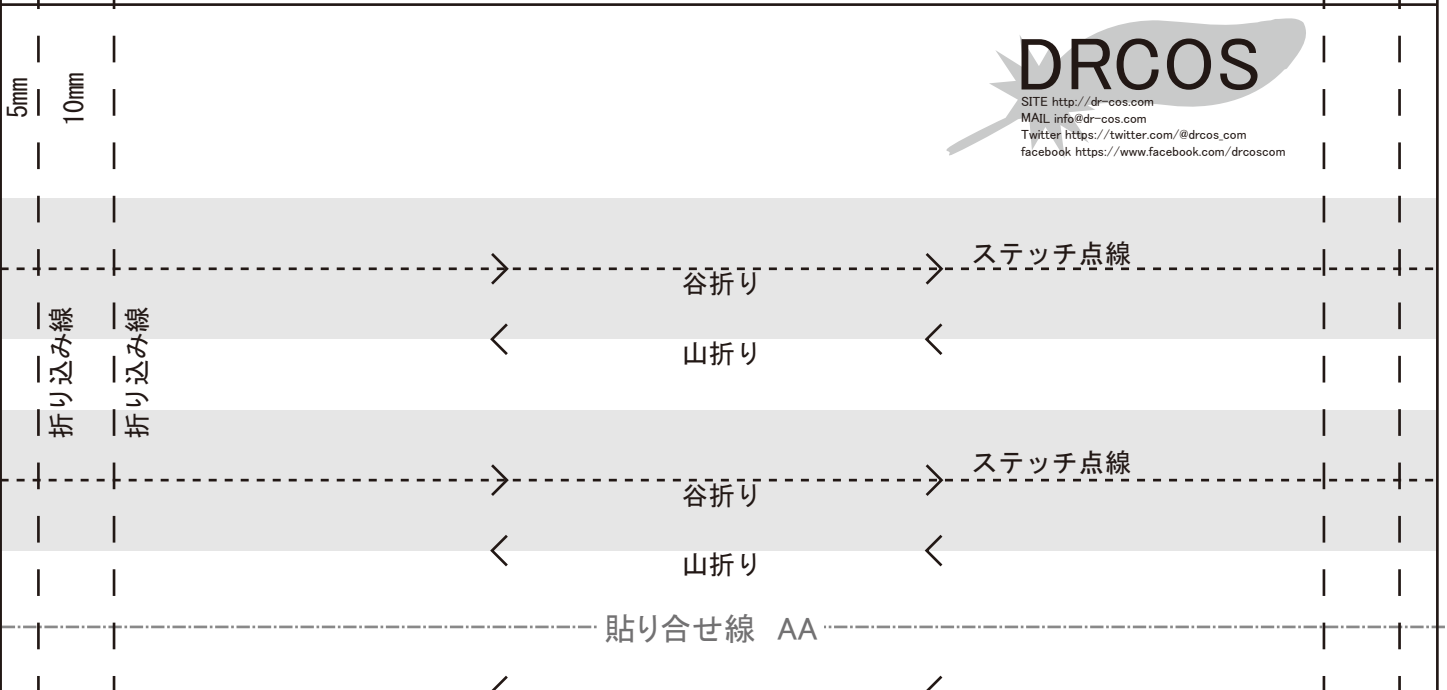 DRCOS
SITE http://dr-cos.com
MAIL info@dr-cos.com
Twitter https://twitter.com/@drcos_com
facebook https://www.facebook.com/drcoscom
5mm
10mm
ステッチ点線
谷折り
折り込み線
折り込み線
山折り
ステッチ点線
谷折り
山折り
貼り合せ線 AA